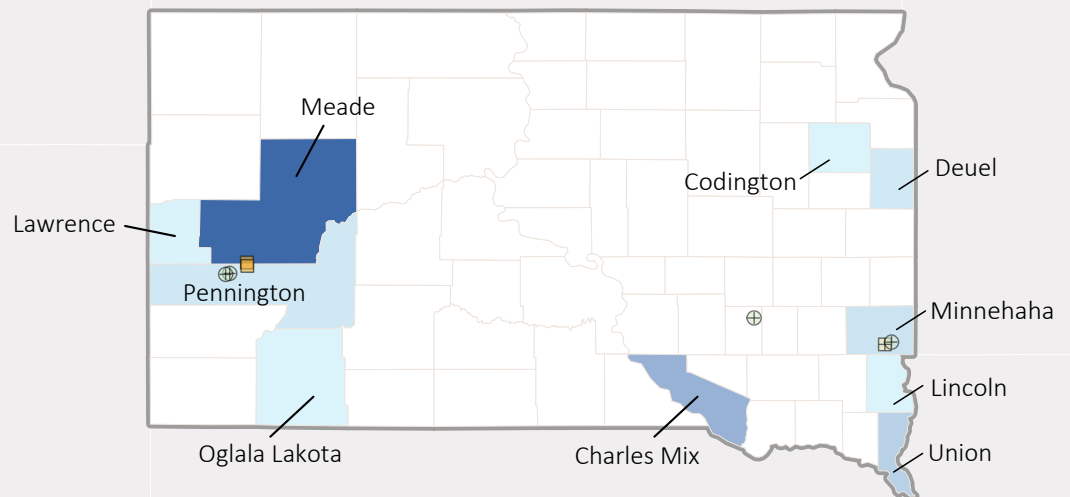 Meade
Codington
Deuel
Lawrence
Pennington
Minnehaha
Lincoln
Oglala Lakota
Charles Mix
Union